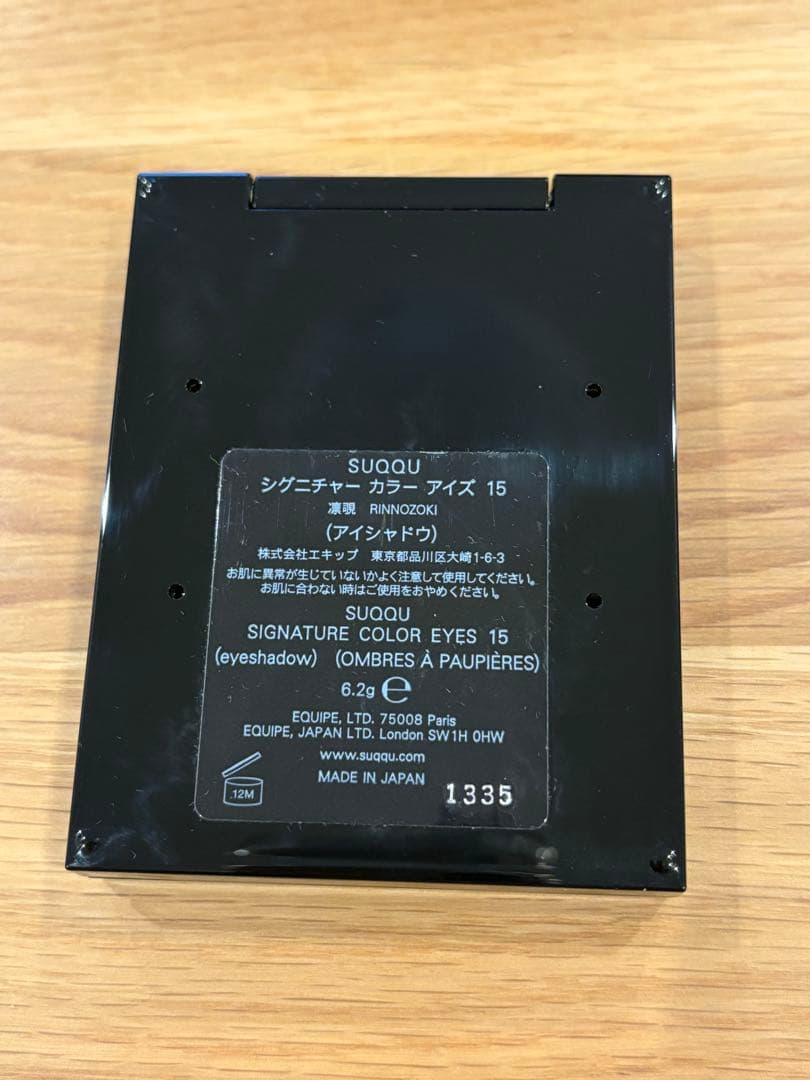 SUQQU
シグニチャー カラー アイズ 15
凛覗 RINNOZOKI
(アイシャドウ)
株式会社エキップ 東京都品川区大崎1-6-3
お肌に異常が生じていないかよく注意して使用してください。
お肌に合わない時はご使用をおやめください。
SUQQU
SIGNATURE COLOR EYES 15
(eyeshadow) (OMBRES À PAUPIÈRES)
6.2g ℮
EQUIPE, LTD. 75008 Paris
EQUIPE, JAPAN LTD. London SW1H 0HW
www.suqqu.com
MADE IN JAPAN
12M
1335